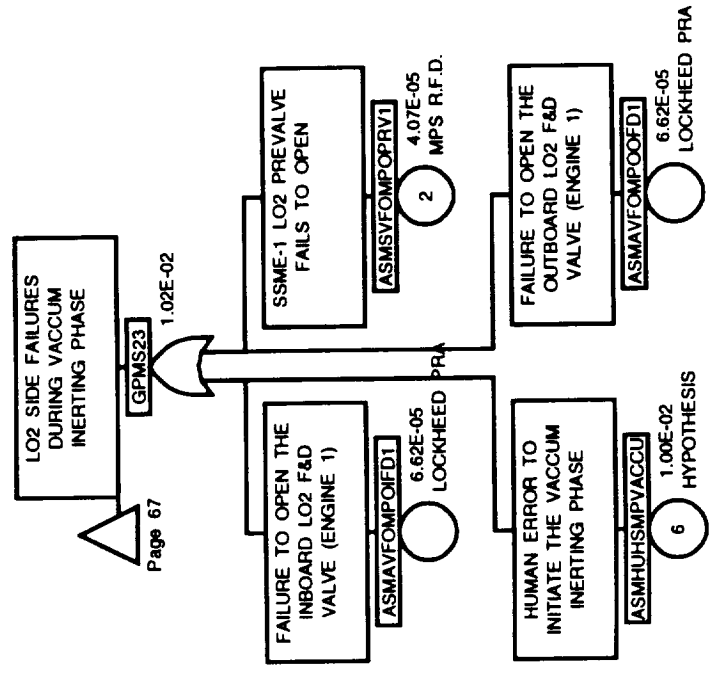 LO2 SIDE FAILURES
DURING VACCUM
INERTING PHASE
GPMS23
1.02E-02
Page 67
FAILURE TO OPEN THE
INBOARD LO2 F&D
VALVE (ENGINE 1)
ASMAVFOMPOIFD1
6.62E-05
LOCKHEED PRA
SSME-1 LO2 PREVALVE
FAILS TO OPEN
ASMSVFOMPOPRV1
2
4.07E-05
MPS R.F.D.
HUMAN ERROR TO
INITIATE THE VACCUM
INERTING PHASE
ASMHUHSMPVACCU
6
1.00E-02
HYPOTHESIS
FAILURE TO OPEN THE
OUTBOARD LO2 F&D
VALVE (ENGINE 1)
ASMAVFOMPOOFD1
6.62E-05
LOCKHEED PRA